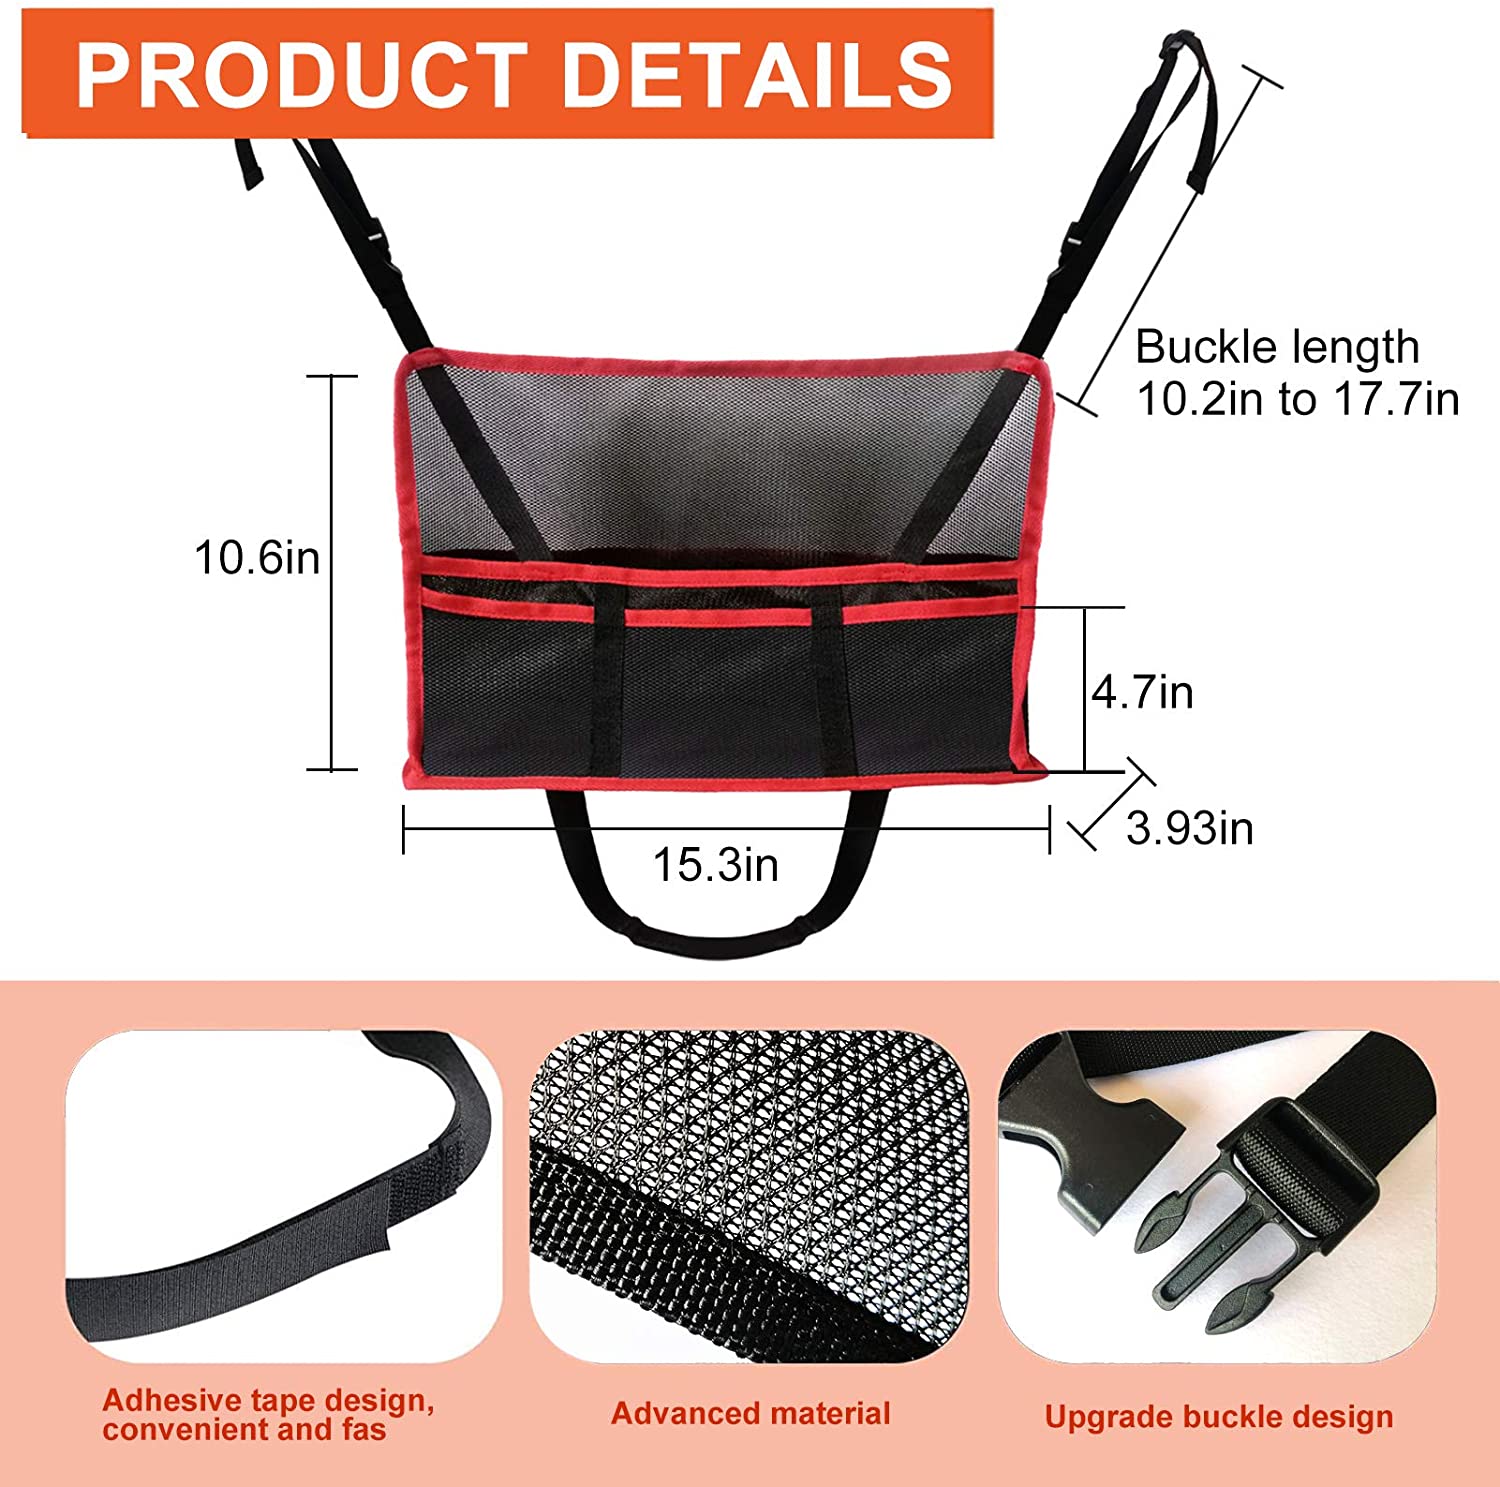 PRODUCT DETAILS
Buckle length
10.2in to 17.7in
10.6in
4.7in
3.93in
15.3in
Adhesive tape design,
convenient and fas
Advanced material
Upgrade buckle design